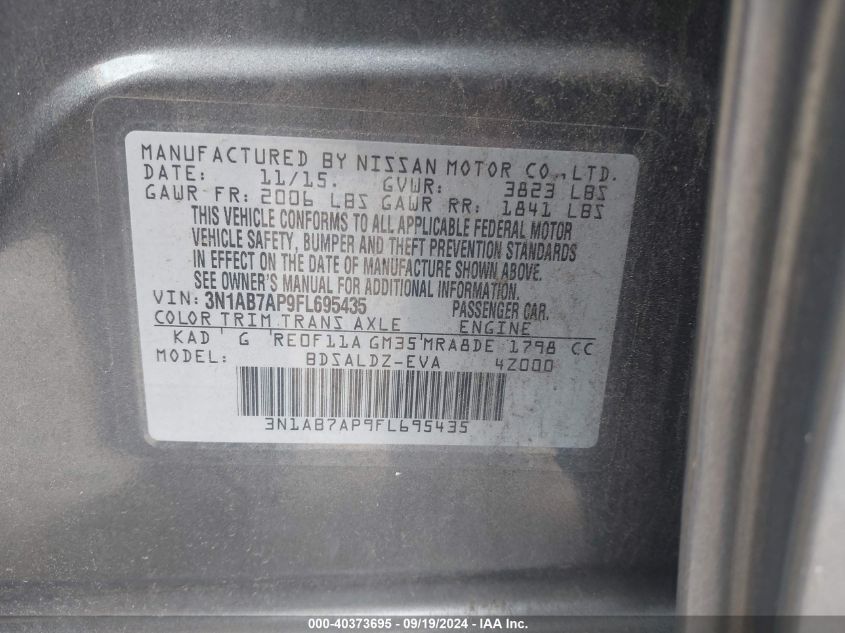 MANUFACTURED BY NISSAN MOTOR CO.,LTD.
DATE: 11/15. GVWR: 3823 LBS
GAWR FR: 2006 LBS GAWR RR: 1841 LBS
THIS VEHICLE CONFORMS TO ALL APPLICABLE FEDERAL MOTOR
VEHICLE SAFETY, BUMPER AND THEFT PREVENTION STANDARDS
IN EFFECT ON THE DATE OF MANUFACTURE SHOWN ABOVE.
SEE OWNER'S MANUAL FOR ADDITIONAL INFORMATION.
VIN: 3N1AB7AP9FL695435 PASSENGER CAR.
COLOR TRIM TRANS AXLE ENGINE
KAD G RE0F11A GM35 MRA8DE 1798 CC
MODEL: BDSALDZ-EVA 4Z000
3N1AB7AP9FL695435
000-40373695 - 09/19/2024 - IAA Inc.